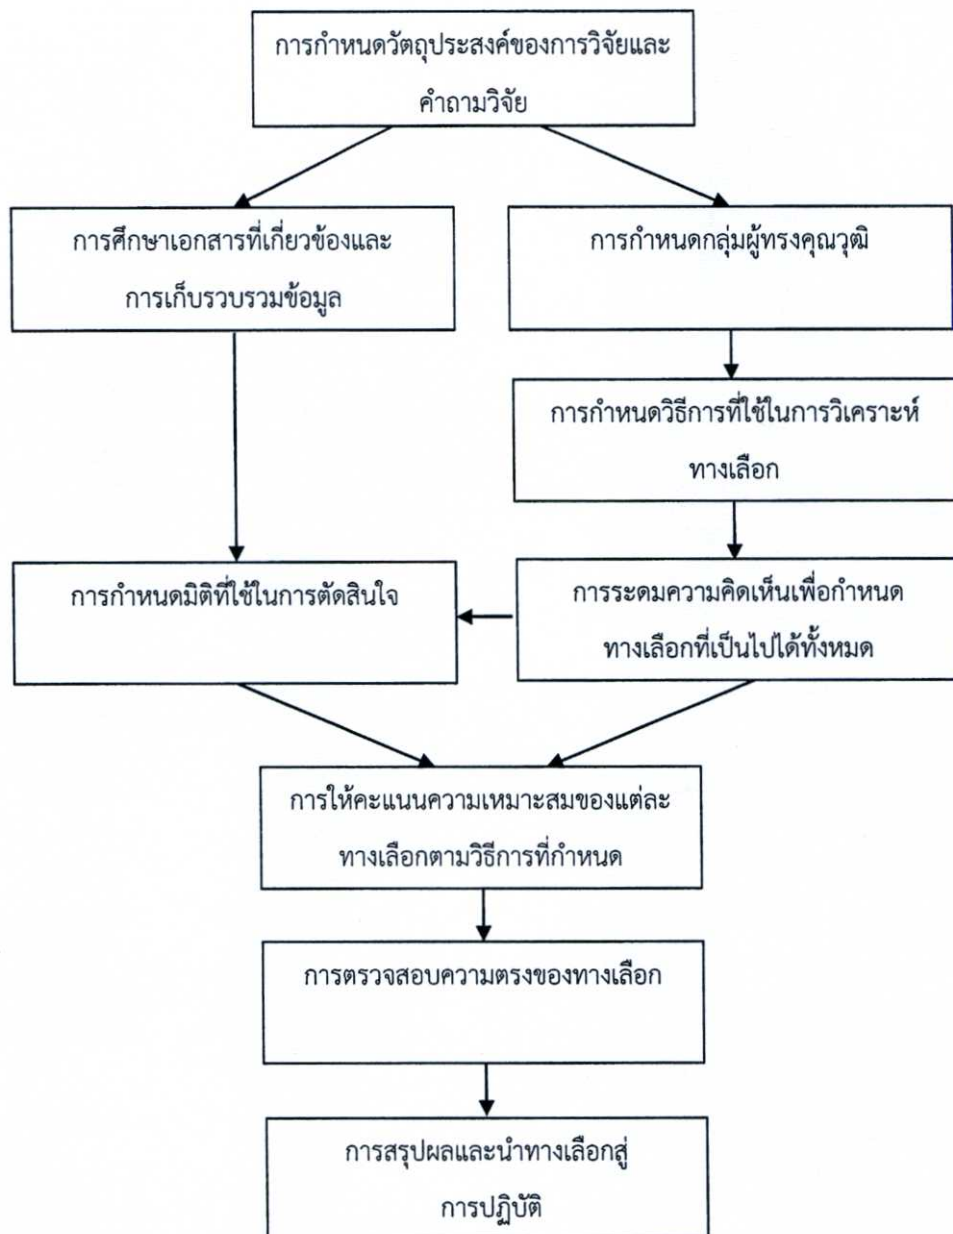 การกำหนดวัตถุประสงค์ของการวิจัยและ
คำถามวิจัย
การศึกษาเอกสารที่เกี่ยวข้องและ
การเก็บรวบรวมข้อมูล
การกำหนดกลุ่มผู้ทรงคุณวุฒิ
การกำหนดวิธีการที่ใช้ในการวิเคราะห์
ทางเลือก
การกำหนดมิติที่ใช้ในการตัดสินใจ
การระดมความคิดเห็นเพื่อกำหนด
ทางเลือกที่เป็นไปได้ทั้งหมด
การให้คะแนนความเหมาะสมของแต่ละ
ทางเลือกตามวิธีการที่กำหนด
การตรวจสอบความตรงของทางเลือก
การสรุปผลและนำทางเลือกสู่
การปฏิบัติ